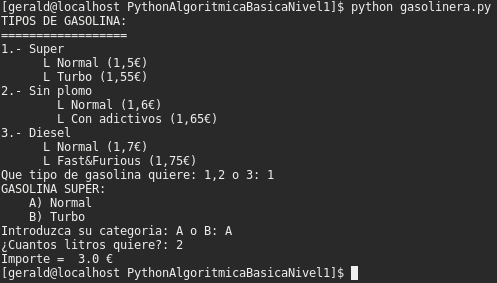 [gerald@localhost PythonAlgoritmicaBasicaNivel1]$ python gasolinera.py
TIPOS DE GASOLINA:
==================
1.- Super
      L Normal (1,5€)
      L Turbo (1,55€)
2.- Sin plomo
        L Normal (1,6€)
        L Con adictivos (1,65€)
3.- Diesel
      L Normal (1,7€)
      L Fast&Furious (1,75€)
Que tipo de gasolina quiere: 1,2 o 3: 1
GASOLINA SUPER:
    A) Normal
    B) Turbo
Introduzca su categoria: A o B: A
¿Cuantos litros quiere?: 2
Importe =  3.0 €
[gerald@localhost PythonAlgoritmicaBasicaNivel1]$